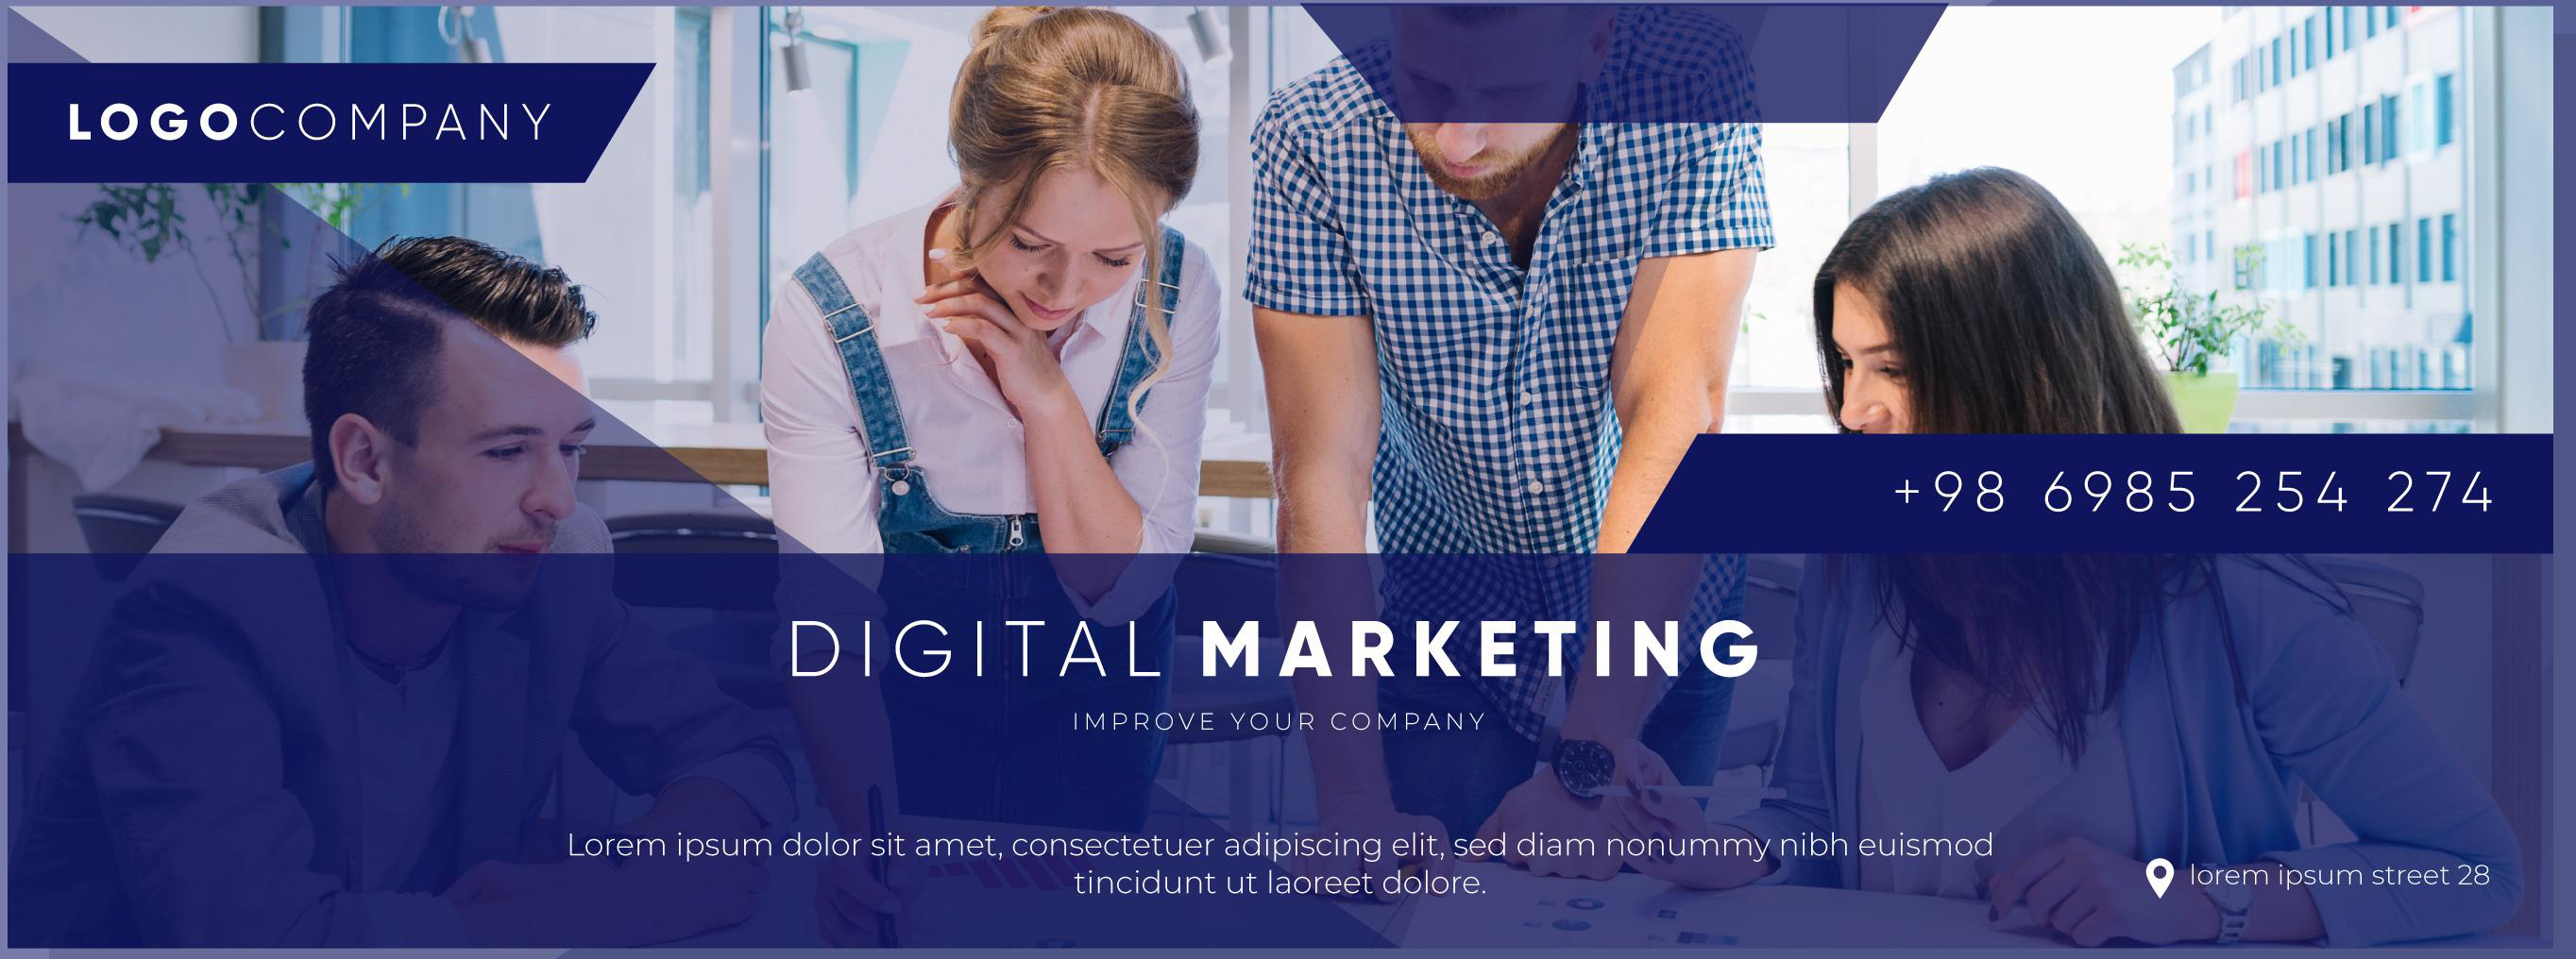 LOGOCOMPANY
+98 6985 254 274
DIGITAL MARKETING
IMPROVE YOUR COMPANY
Lorem ipsum dolor sit amet, consectetuer adipiscing elit, sed diam nonummy nibh euismod
tincidunt ut laoreet dolore.
lorem ipsum street 28